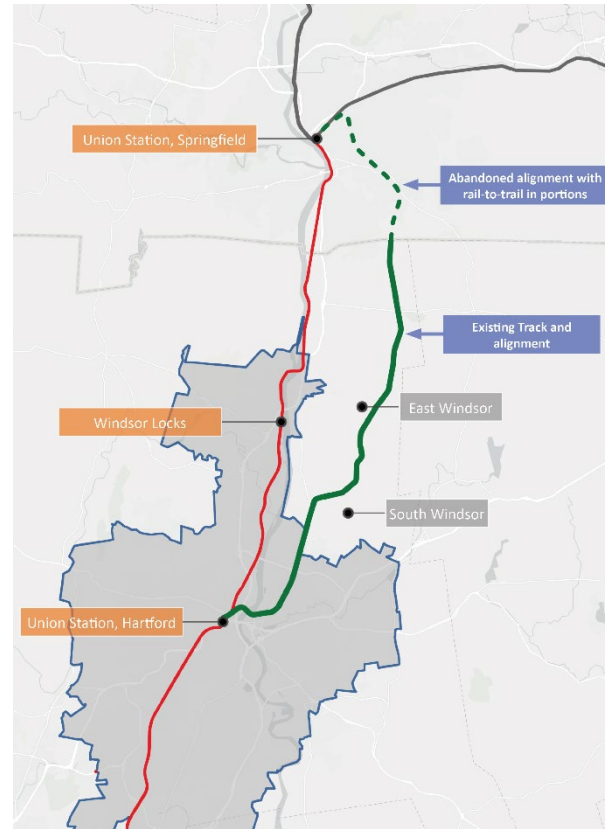 Union Station, Springfield
Abandoned alignment with
rail-to-trail in portions
Existing Track and
alignment
East Windsor
Windsor Locks
South Windsor
Union Station, Hartford